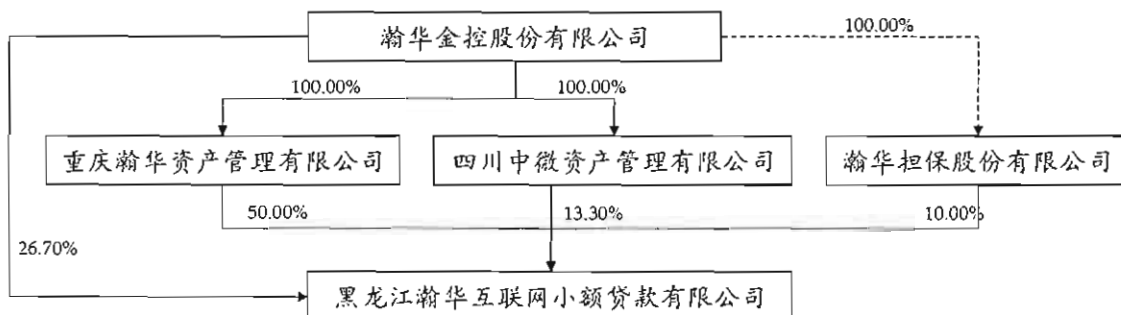 瀚华金控股份有限公司
100.00%
100.00%
100.00%
重庆瀚华资产管理有限公司
四川中微资产管理有限公司
瀚华担保股份有限公司
50.00%
13.30%
10.00%
26.70%
黑龙江瀚华互联网小额贷款有限公司